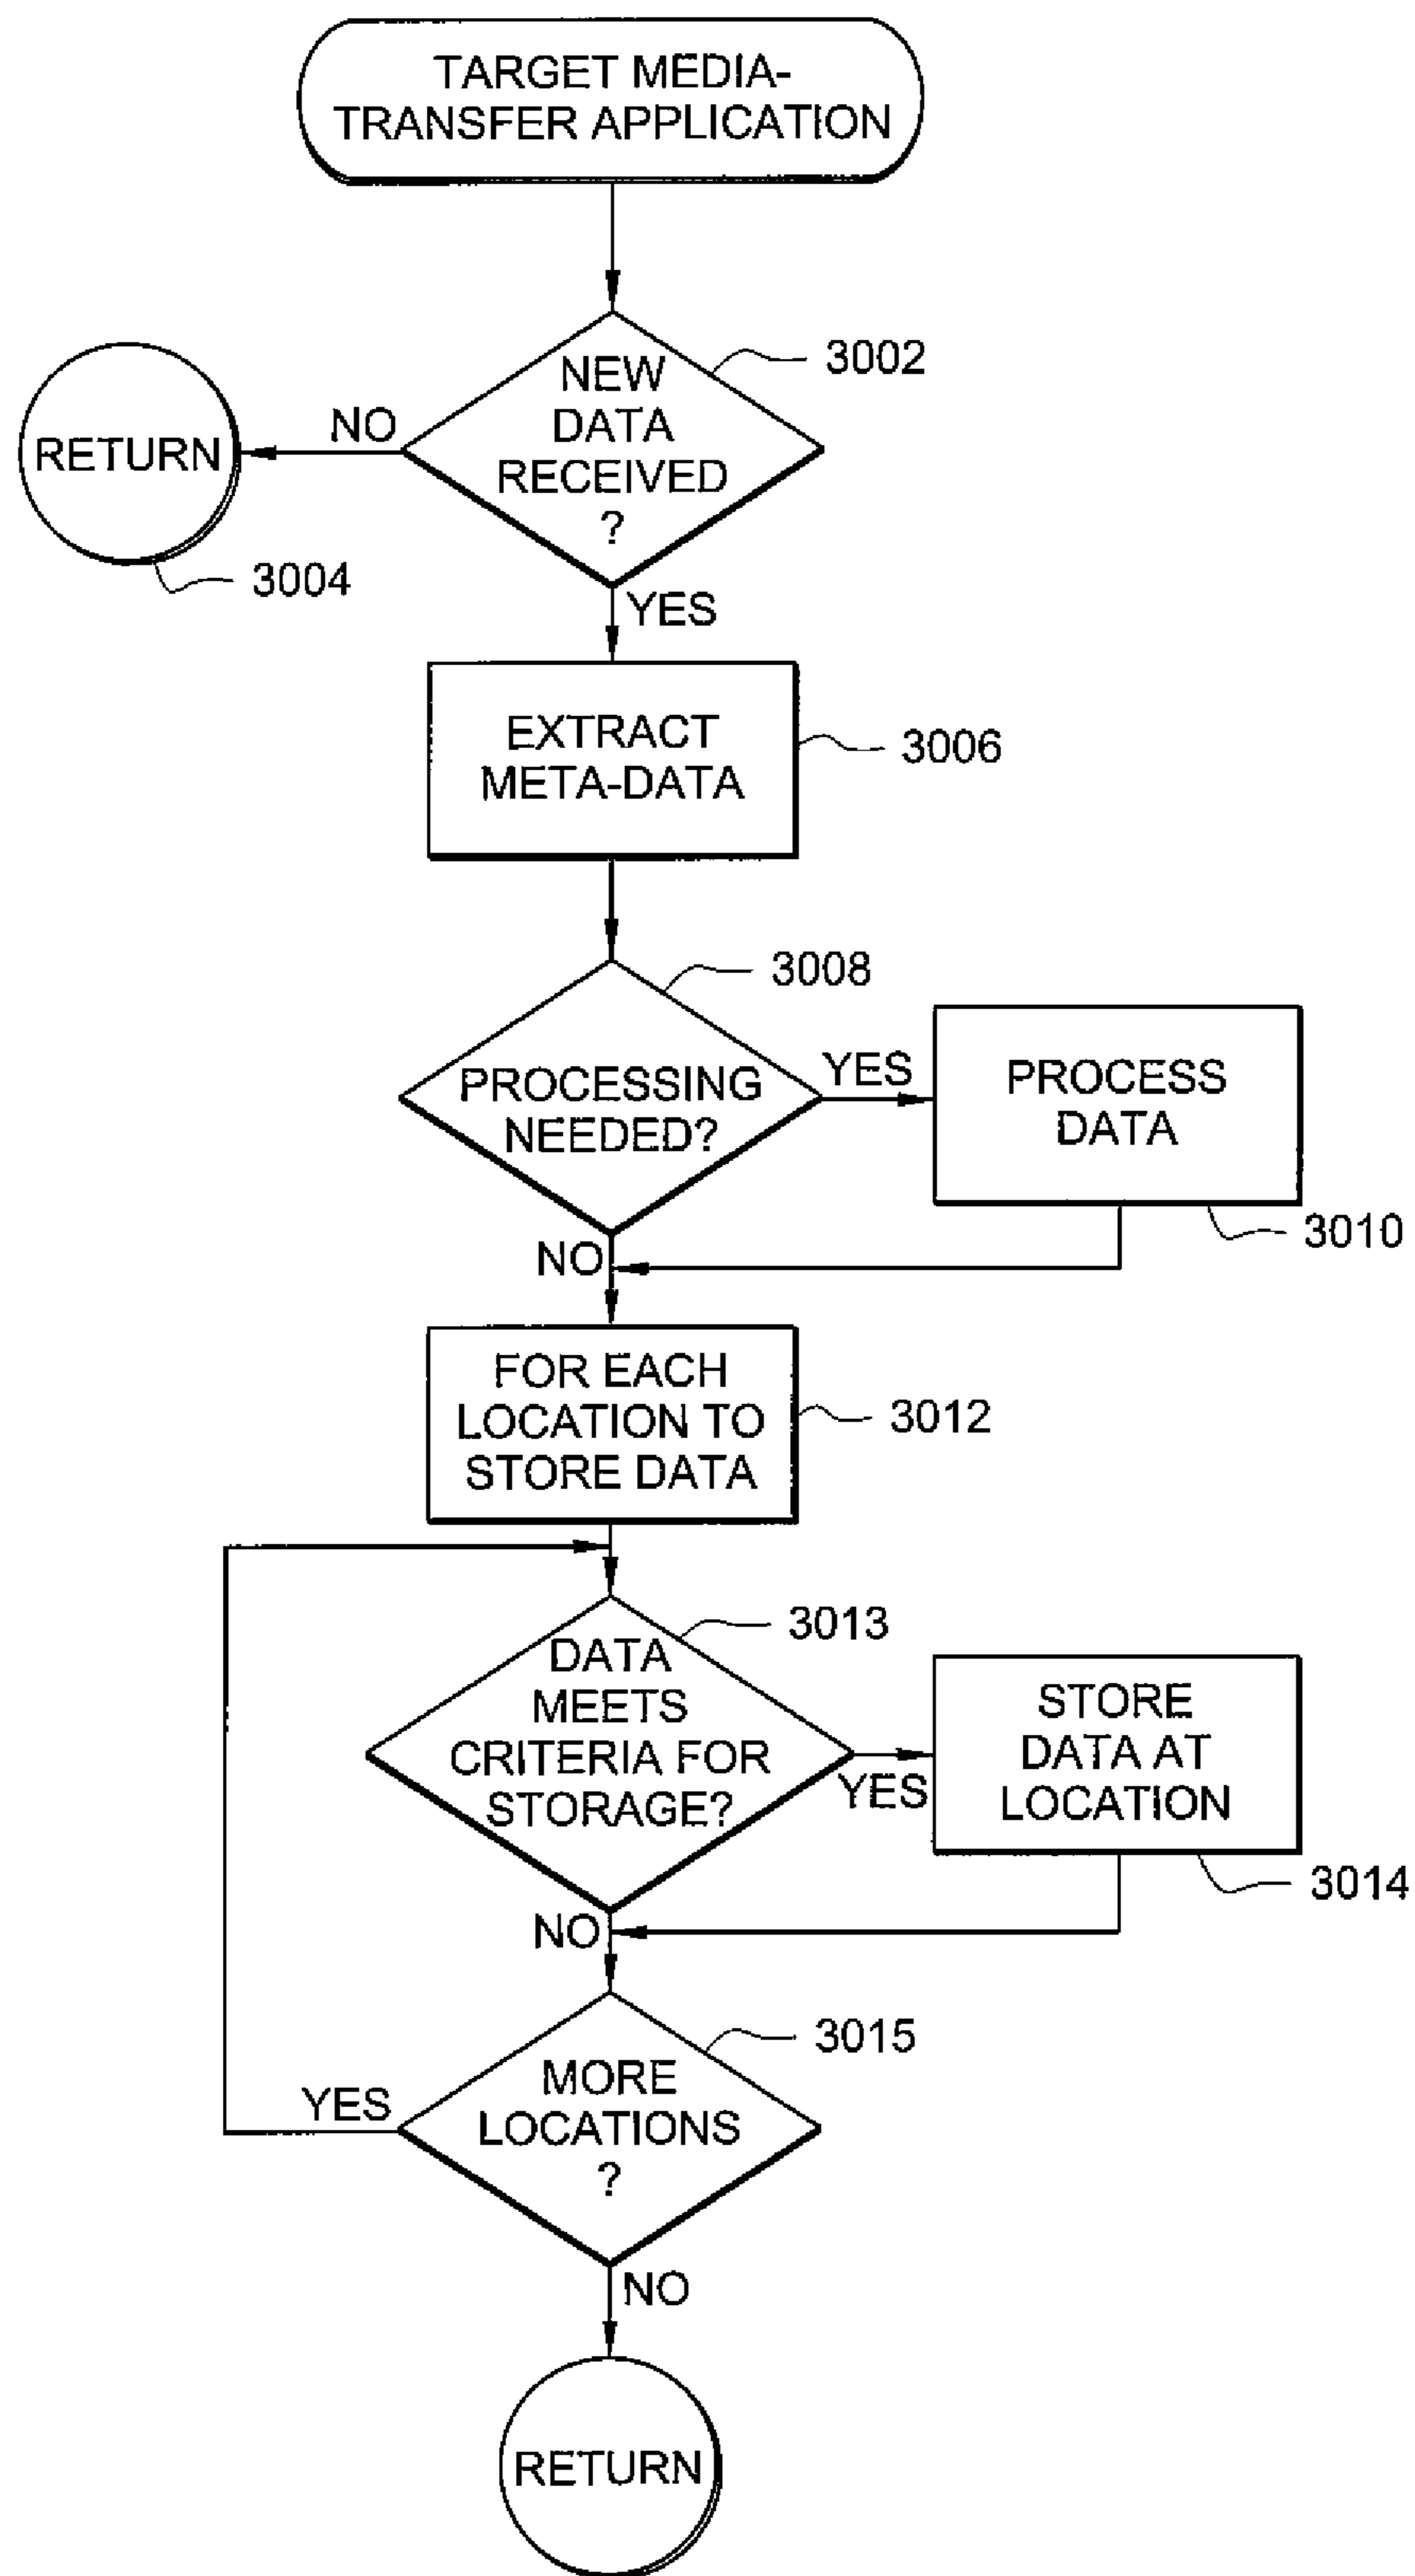 TARGET MEDIA-
TRANSFER APPLICATION
NEW
DATA
RECEIVED
?
3002
NO
RETURN
3004
YES
EXTRACT
META-DATA
3006
3008
PROCESSING
NEEDED?
YES
PROCESS
DATA
3010
NO
FOR EACH
LOCATION TO
STORE DATA
3012
3013
DATA
MEETS
CRITERIA FOR
STORAGE?
YES
STORE
DATA AT
LOCATION
3014
NO
3015
MORE
LOCATIONS
?
YES
NO
RETURN